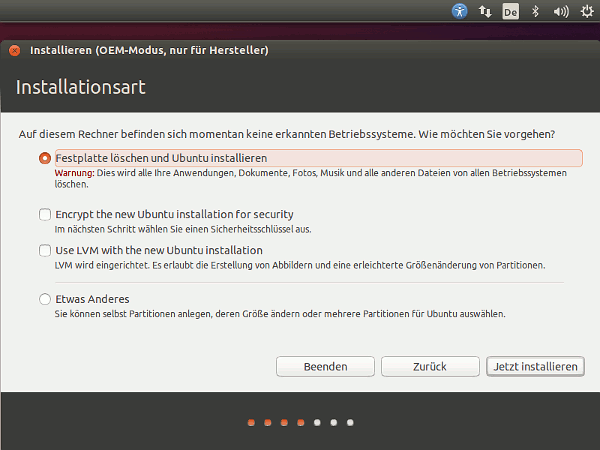 De
Installieren (OEM-Modus, nur für Hersteller)
Installationsart
Auf diesem Rechner befinden sich momentan keine erkannten Betriebssysteme. Wie möchten Sie vorgehen?
Festplatte löschen und Ubuntu installieren
Warnung: Dies wird alle Ihre Anwendungen, Dokumente, Fotos, Musik und alle anderen Dateien von allen Betriebssystemen
löschen.
Encrypt the new Ubuntu installation for security
Im nächsten Schritt wählen Sie einen Sicherheitsschlüssel aus.
Use LVM with the new Ubuntu installation
LVM wird eingerichtet. Es erlaubt die Erstellung von Abbildern und eine erleichterte Größenänderung von Partitionen.
Etwas Anderes
Sie können selbst Partitionen anlegen, deren Größe ändern oder mehrere Partitionen für Ubuntu auswählen.
Beenden
Zurück
Jetzt installieren